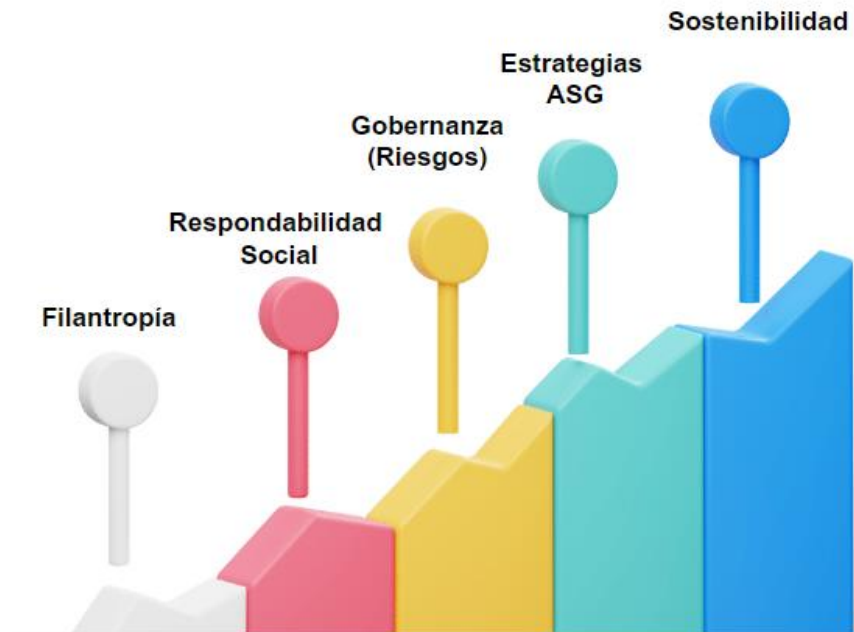 Filantropía
Respondabilidad
Social
Gobernanza
(Riesgos)
Estrategias
ASG
Sostenibilidad